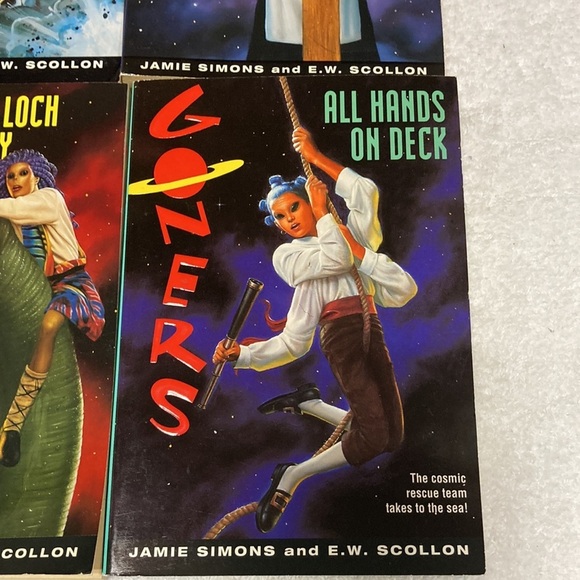 W. SCOLLON
JAMIE SIMONS and E.W. SCOLLON
LOCH
Y
SCOLLON
GONERS
ALL HANDS
ON DECK
The cosmic
rescue team
takes to the sea!
JAMIE SIMONS and E.W. SCOLLON